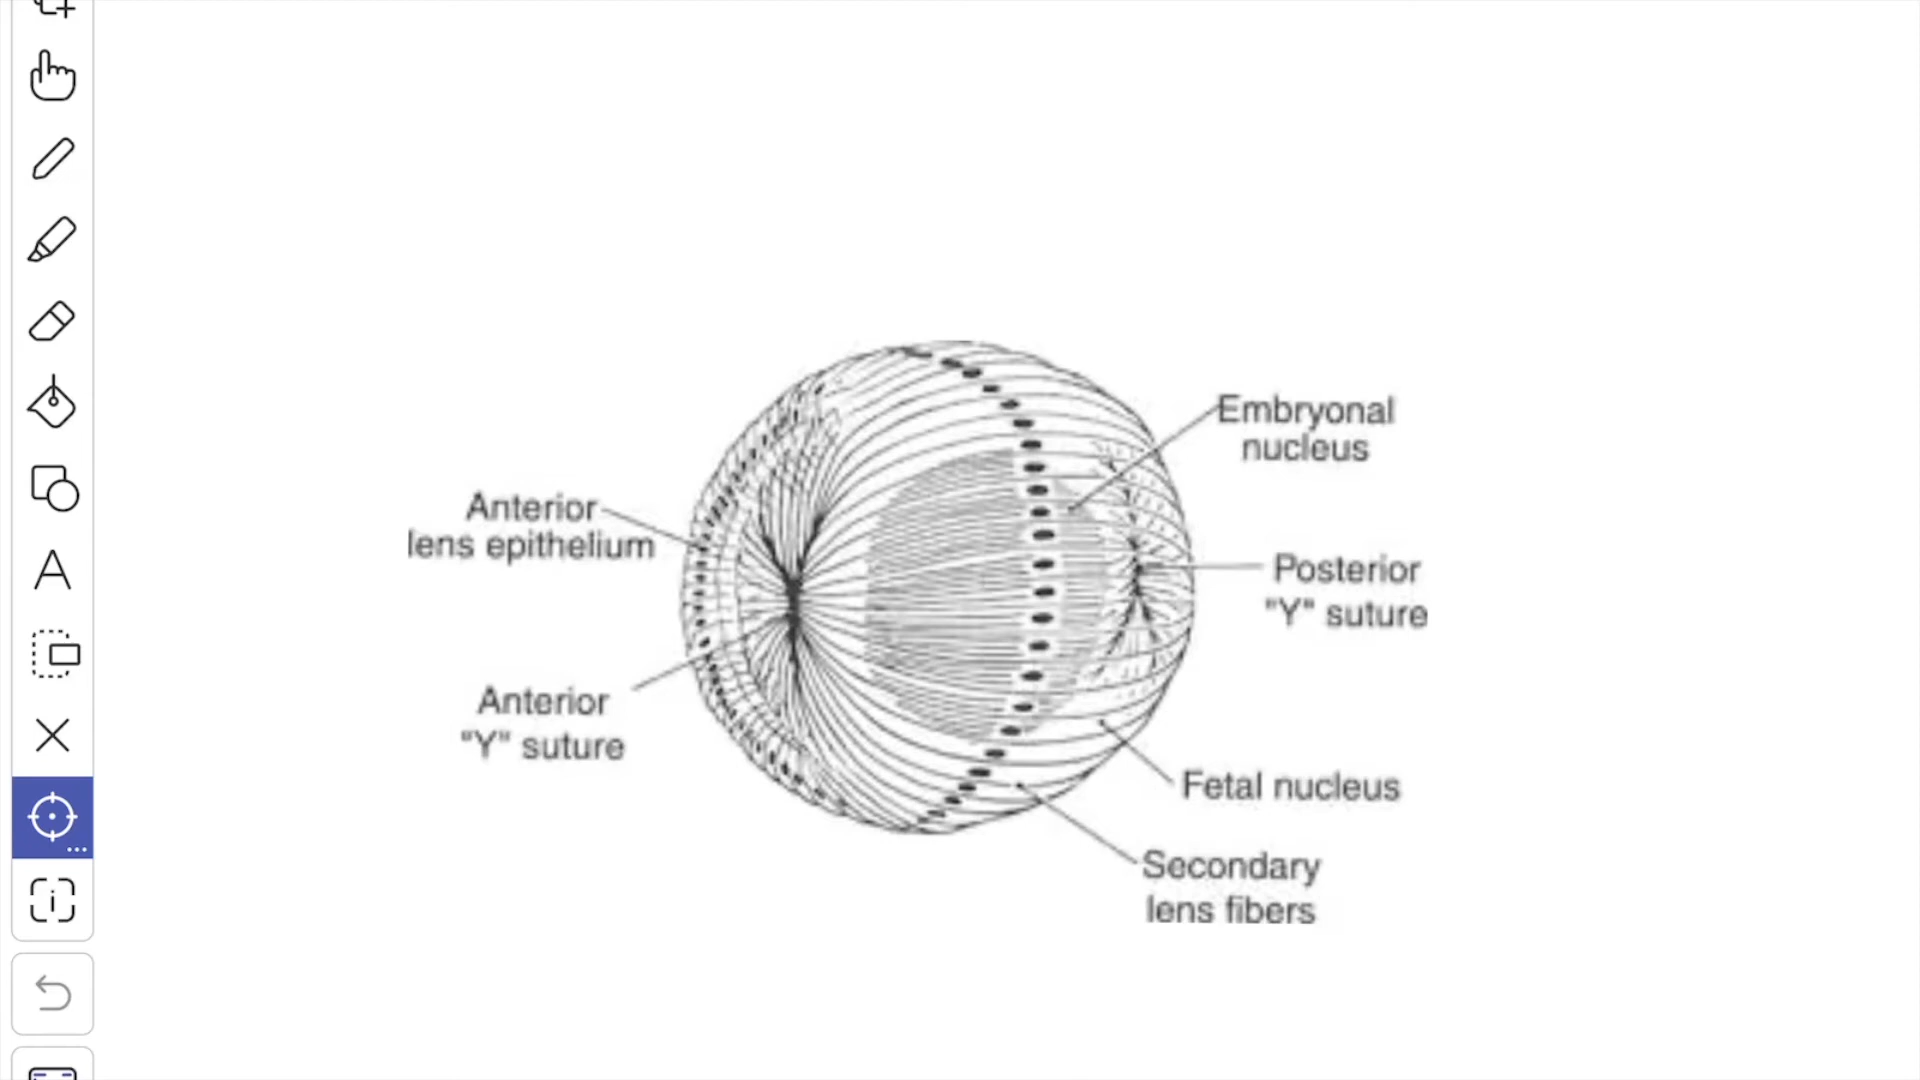 Embryonal
nucleus
Anterior
lens epithelium
Posterior
"Y" suture
Anterior
"Y" suture
Fetal nucleus
Secondary
lens fibers